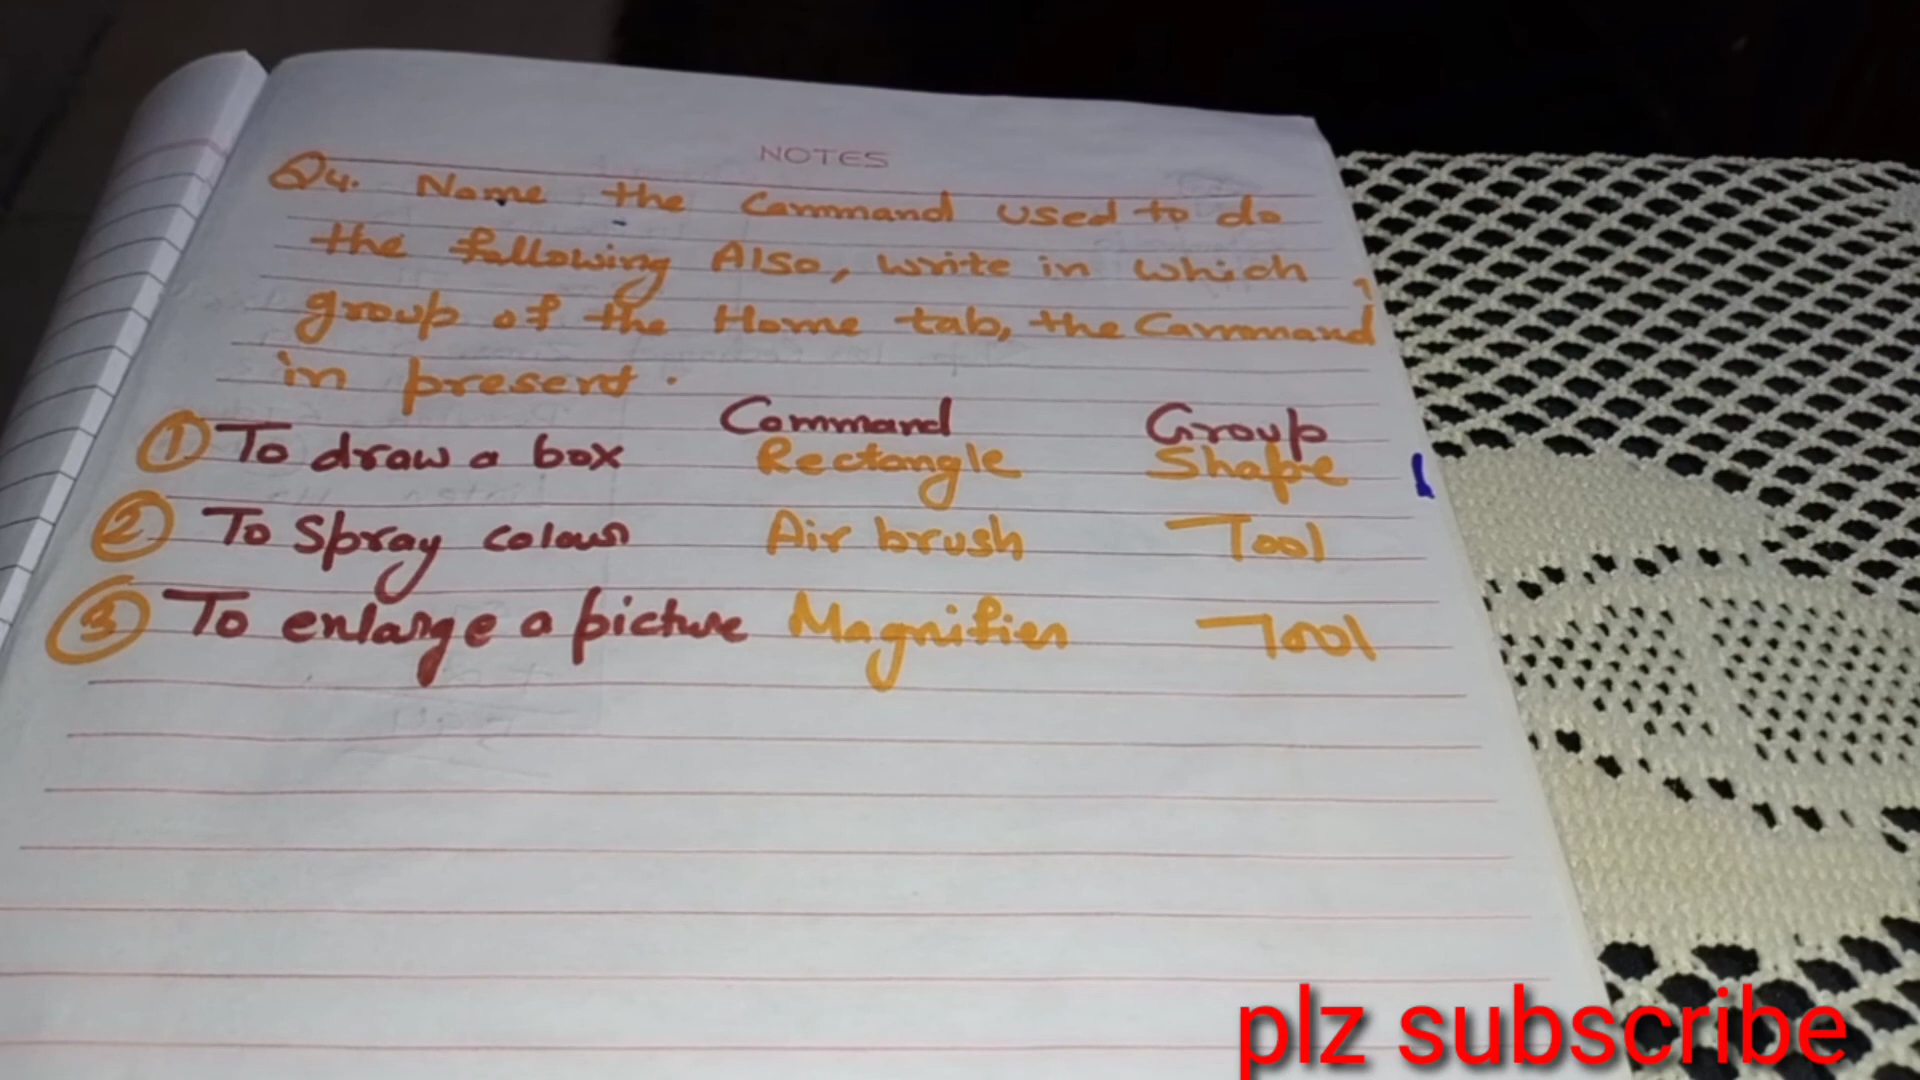 NOTES
Q4. Name the Command used to do
the following Also, write in which
group of the Home tab, the Command
in present.
Command Group
① To draw a box Rectangle Shape
② To Spray colour Air brush Tool
③ To enlarge a picture Magnifier Tool
plz subscribe